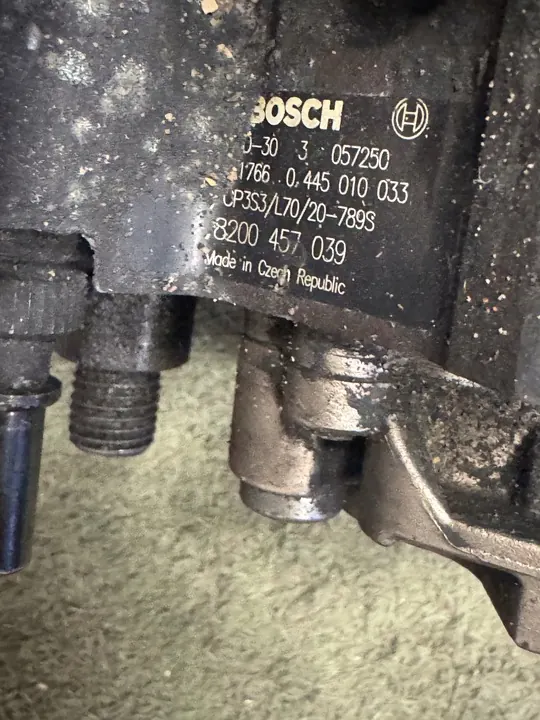 BOSCH
0-30 3 057250
1766 0 445 010 033
CP3S3/L70/20-789S
8200 457 039
Made in Czech Republic